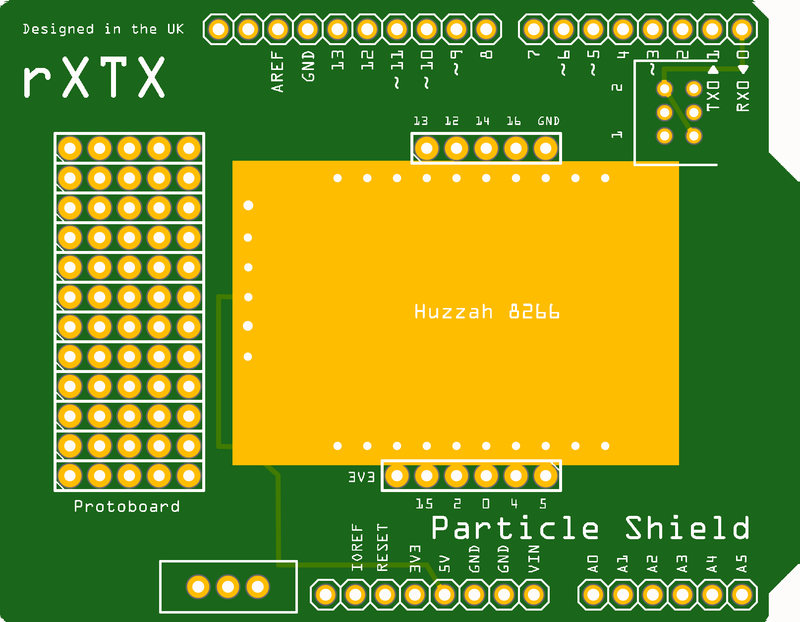 Designed in the UK
rXTX
AREF
GND
13
12
~11
~10
~9
8
7
~6
~5
4
~3
2
1
0
TX0
RX0
2
1
13 12 14 16 GND
Huzzah 8266
3V3
15 2 0 4 5
Protoboard
Particle Shield
IOREF
RESET
3V3
5V
GND
GND
VIN
A0
A1
A2
A3
A4
A5